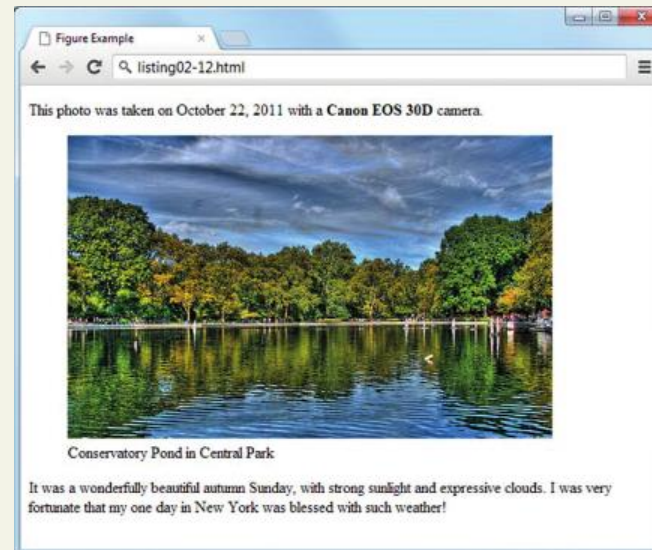 Figure Example
listing02-12.html
This photo was taken on October 22, 2011 with a Canon EOS 30D camera.
Conservatory Pond in Central Park
It was a wonderfully beautiful autumn Sunday, with strong sunlight and expressive clouds. I was very
fortunate that my one day in New York was blessed with such weather!